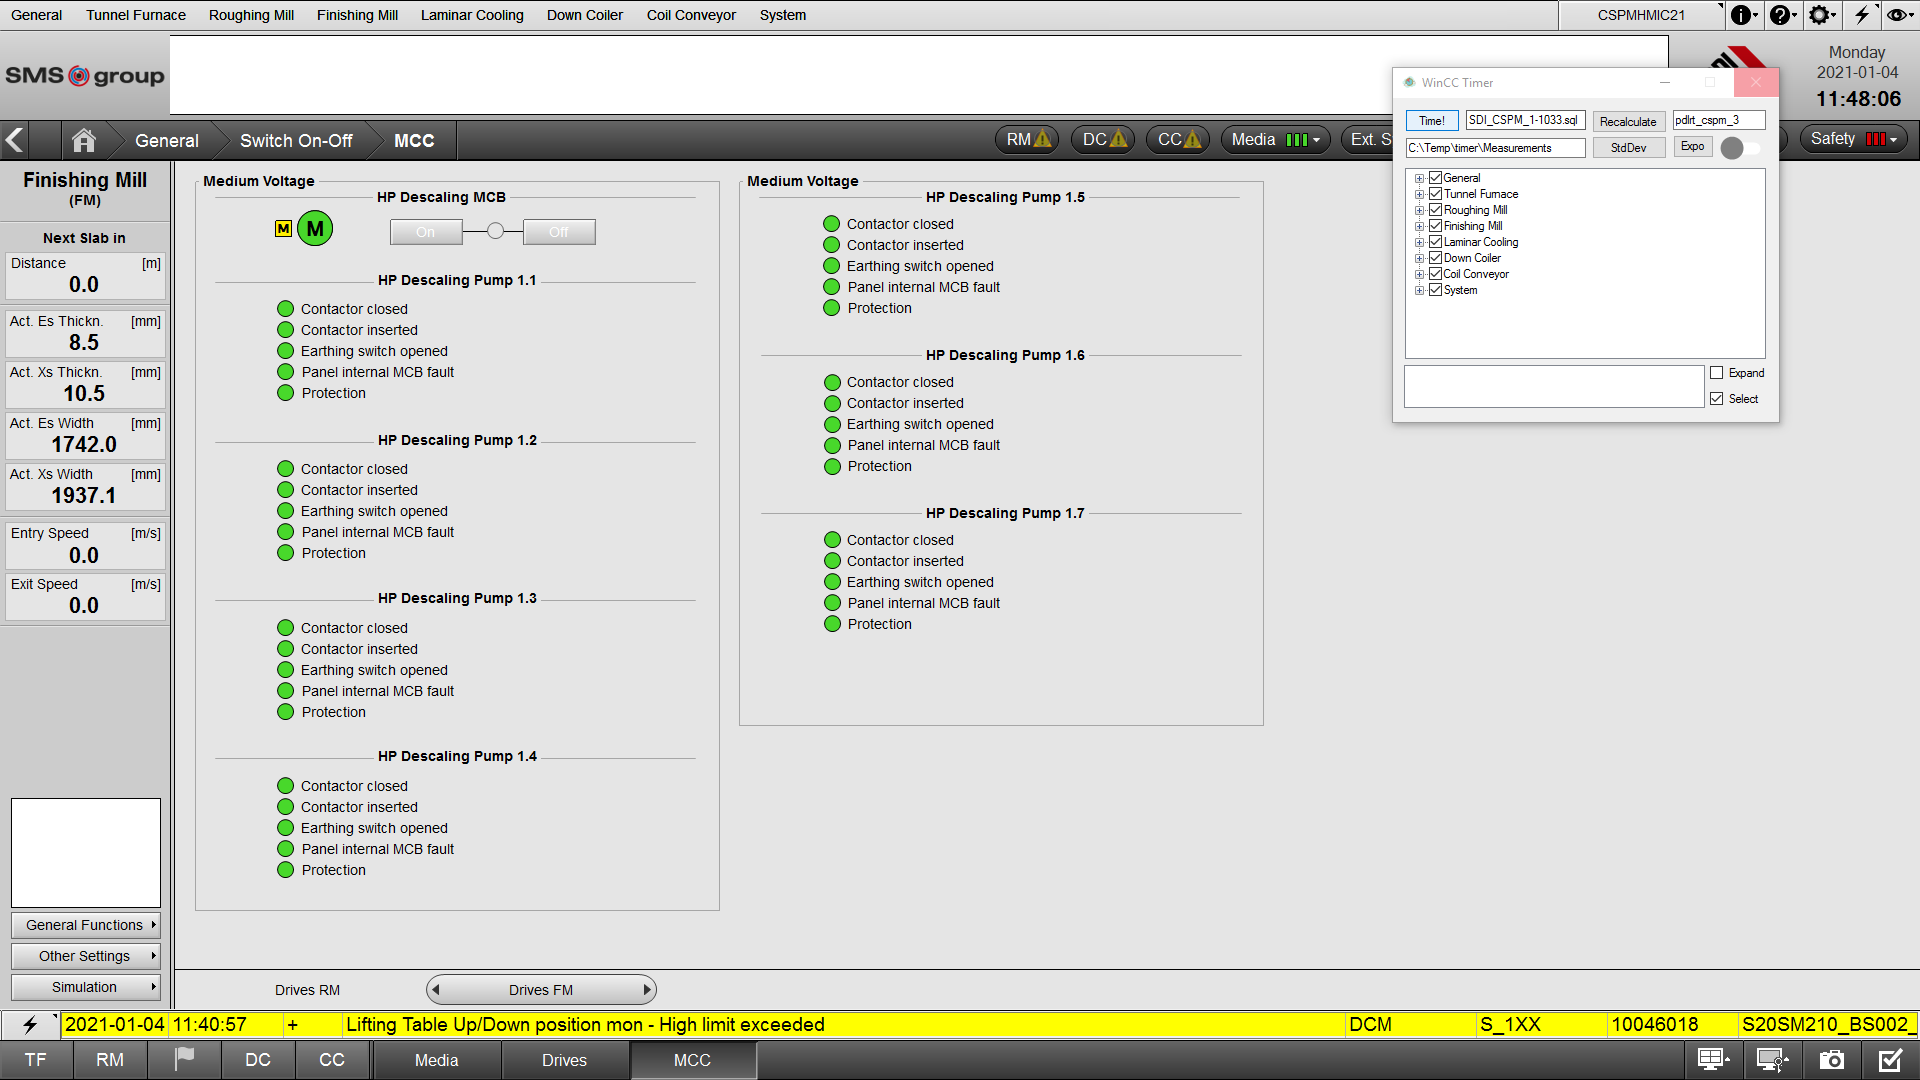 General Tunnel Furnace Roughing Mill Finishing Mill Laminar Cooling Down Coiler Coil Conveyor System CSPMHMIC21
SMS group
Monday
2021-01-04
11:48:06
General Switch On-Off MCC RM DC CC Media Ext. S Safety
WinCC Timer
Time! SDI_CSPM_1-1033.sql Recalculate pdlrt_cspm_3
C:\Temp\timer\Measurements StdDev Expo
General
Tunnel Furnace
Roughing Mill
Finishing Mill
Laminar Cooling
Down Coiler
Coil Conveyor
System
Expand
Select
Finishing Mill
(FM)
Next Slab in
Distance [m]
0.0
Act. Es Thickn. [mm]
8.5
Act. Xs Thickn. [mm]
10.5
Act. Es Width [mm]
1742.0
Act. Xs Width [mm]
1937.1
Entry Speed [m/s]
0.0
Exit Speed [m/s]
0.0
General Functions
Other Settings
Simulation
Medium Voltage
HP Descaling MCB
M M On Off
HP Descaling Pump 1.1
Contactor closed
Contactor inserted
Earthing switch opened
Panel internal MCB fault
Protection
HP Descaling Pump 1.2
Contactor closed
Contactor inserted
Earthing switch opened
Panel internal MCB fault
Protection
HP Descaling Pump 1.3
Contactor closed
Contactor inserted
Earthing switch opened
Panel internal MCB fault
Protection
HP Descaling Pump 1.4
Contactor closed
Contactor inserted
Earthing switch opened
Panel internal MCB fault
Protection
Medium Voltage
HP Descaling Pump 1.5
Contactor closed
Contactor inserted
Earthing switch opened
Panel internal MCB fault
Protection
HP Descaling Pump 1.6
Contactor closed
Contactor inserted
Earthing switch opened
Panel internal MCB fault
Protection
HP Descaling Pump 1.7
Contactor closed
Contactor inserted
Earthing switch opened
Panel internal MCB fault
Protection
Drives RM Drives FM
2021-01-04 11:40:57 + Lifting Table Up/Down position mon - High limit exceeded DCM S_1XX 10046018 S20SM210_BS002_
TF RM DC CC Media Drives MCC